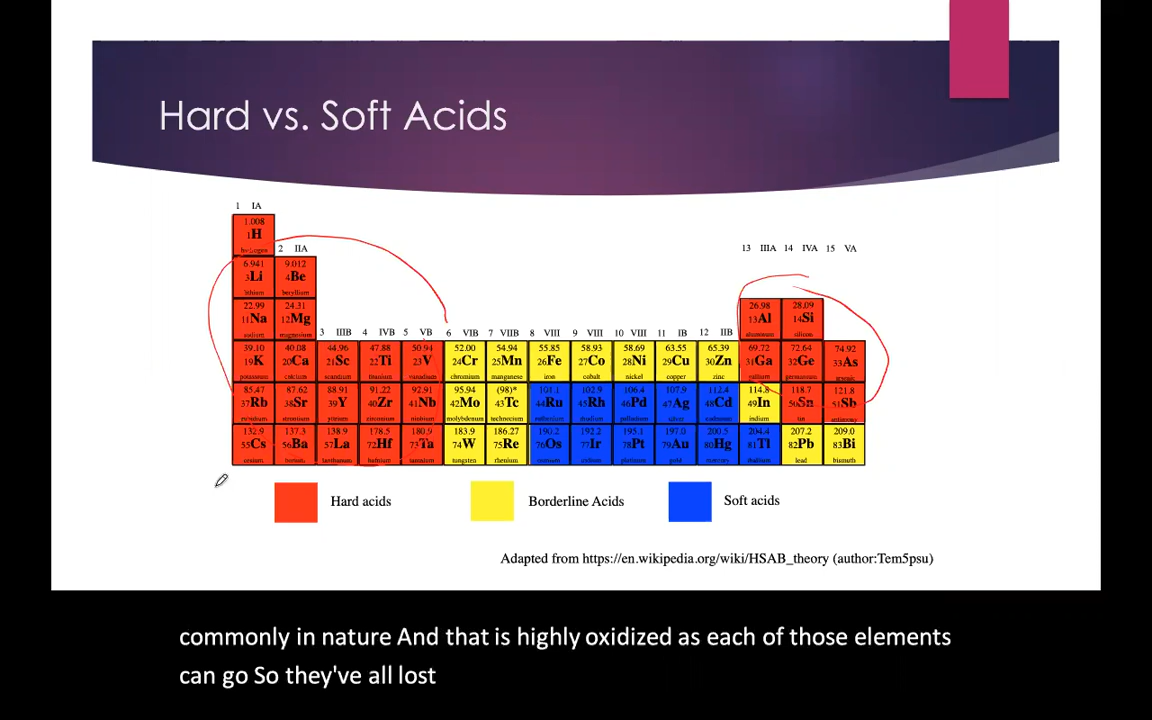 Hard vs. Soft Acids
1 IA
1.008
1H
hydrogen
2 IIA
13 IIIA 14 IVA 15 VA
6.941 9.012
3Li 4Be
lithium beryllium
22.99 24.31 26.98 28.09
11Na 12Mg 13Al 14Si
sodium magnesium 3 IIIB 4 IVB 5 VB 6 VIB 7 VIIB 8 VIII 9 VIII 10 VIII 11 IB 12 IIB aluminum silicon
39.10 40.08 44.96 47.88 50.94 52.00 54.94 55.85 58.93 58.69 63.55 65.39 69.72 72.64 74.92
19K 20Ca 21Sc 22Ti 23V 24Cr 25Mn 26Fe 27Co 28Ni 29Cu 30Zn 31Ga 32Ge 33As
potassium calcium scandium titanium vanadium chromium manganese iron cobalt nickel copper zinc gallium germanium arsenic
85.47 87.62 88.91 91.22 92.91 95.94 (98)* 101.1 102.9 106.4 107.9 112.4 114.8 118.7 121.8
37Rb 38Sr 39Y 40Zr 41Nb 42Mo 43Tc 44Ru 45Rh 46Pd 47Ag 48Cd 49In 50Sn 51Sb
rubidium strontium yttrium zirconium niobium molybdenum technetium ruthenium rhodium palladium silver cadmium indium tin antimony
132.9 137.3 138.9 178.5 180.9 183.9 186.27 190.2 192.2 195.1 197.0 200.5 204.4 207.2 209.0
55Cs 56Ba 57La 72Hf 73Ta 74W 75Re 76Os 77Ir 78Pt 79Au 80Hg 81Tl 82Pb 83Bi
cesium barium lanthanum hafnium tantalum tungsten rhenium osmium iridium platinum gold mercury thallium lead bismuth
Hard acids Borderline Acids Soft acids
Adapted from https://en.wikipedia.org/wiki/HSAB_theory (author:Tem5psu)
commonly in nature And that is highly oxidized as each of those elements
can go So they've all lost